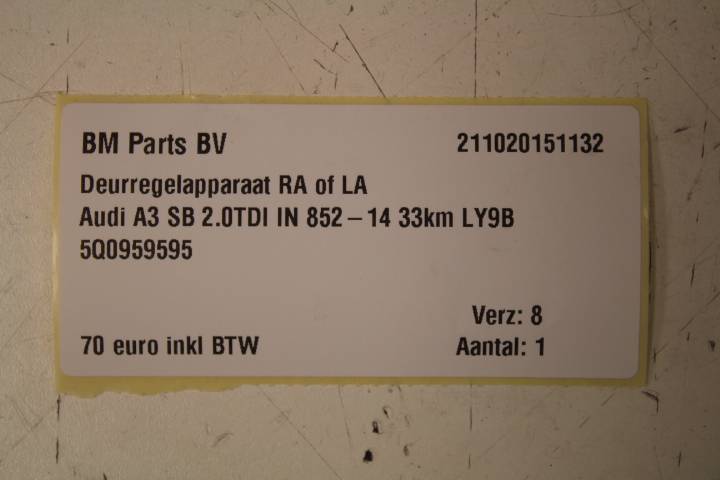 BM Parts BV 211020151132
Deurregelapparaat RA of LA
Audi A3 SB 2.0TDI IN 852 – 14 33km LY9B
5Q0959595
Verz: 8
70 euro inkl BTW Aantal: 1